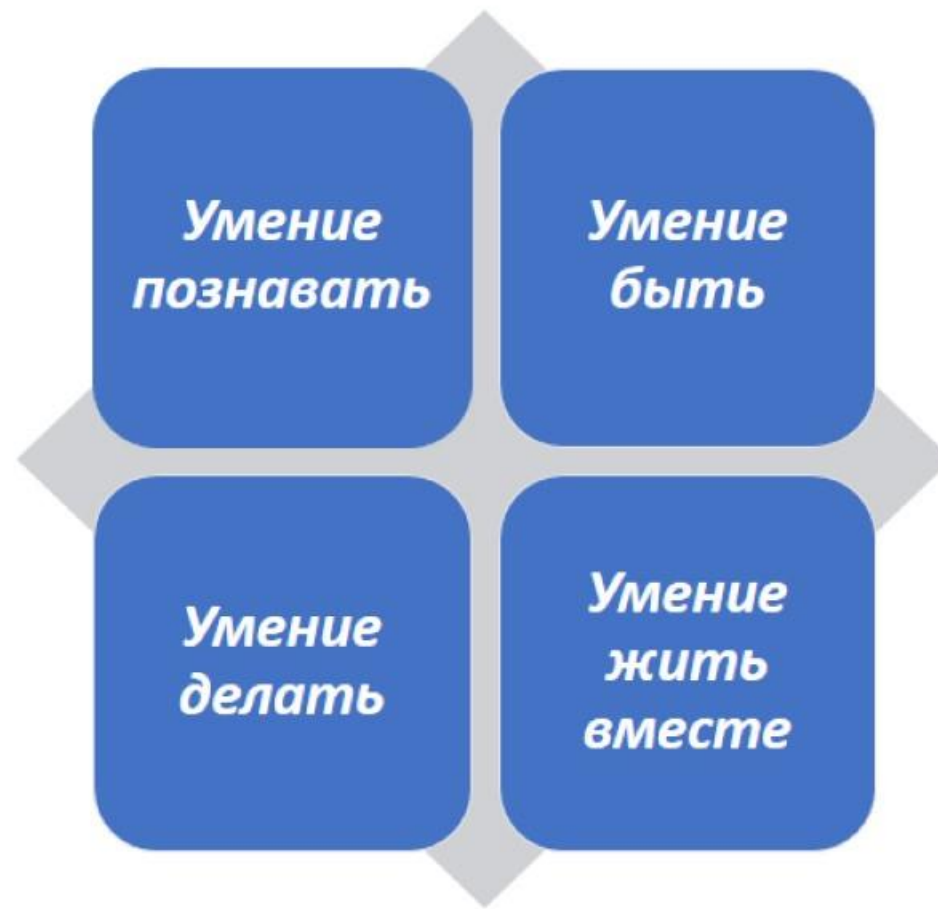 Умение
познавать
Умение
быть
Умение
делать
Умение
жить
вместе